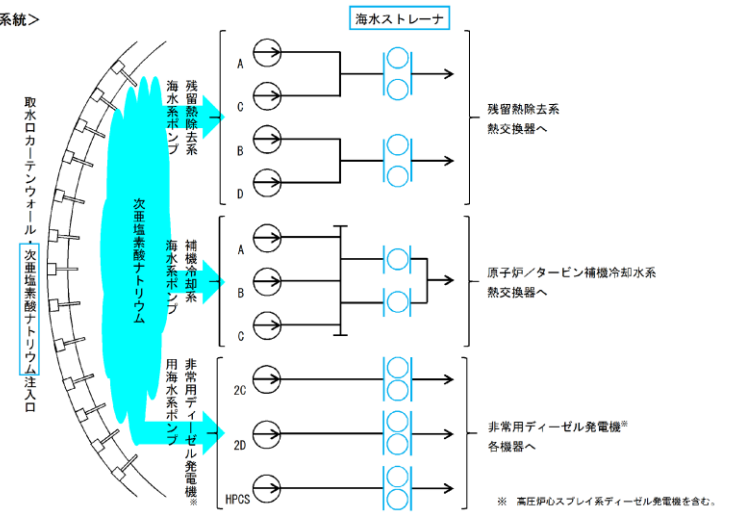 系統＞
海水ストレーナ
取水口カーテンウォール・次亜塩素酸ナトリウム注入口
次亜塩素酸ナトリウム
残留熱除去系
海水系ポンプ
A
C
B
D
残留熱除去系
熱交換器へ
補機冷却系
海水系ポンプ
A
B
C
原子炉／タービン補機冷却水系
熱交換器へ
非常用ディーゼル発電機※
用海水系ポンプ
2C
2D
HPCS
非常用ディーゼル発電機※
各機器へ
※ 高圧炉心スプレイ系ディーゼル発電機を含む。